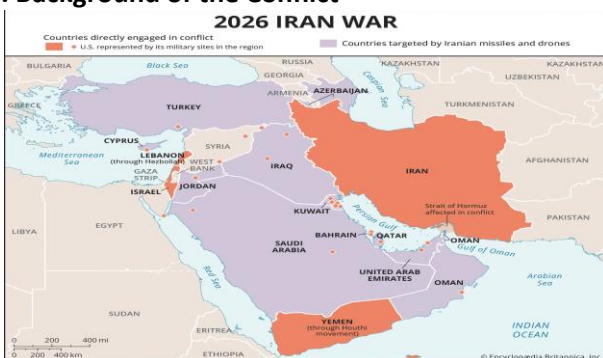 Background of the Conflict
2026 IRAN WAR
Countries directly engaged in conflict
U.S. represented by its military sites in the region
Countries targeted by Iranian missiles and drones
BULGARIA
Black Sea
RUSSIA
GEORGIA
KAZAKHSTAN
KAZAKHSTAN
UZBEKISTAN
Caspian Sea
ARMENIA
AZERBAIJAN
GREECE
TURKEY
TURKMENISTAN
CYPRUS
SYRIA
Mediterranean
Sea
LEBANON
(through Hezbollah)
WEST
BANK
IRAQ
IRAN
AFGHANISTAN
GAZA
STRIP
ISRAEL
JORDAN
KUWAIT
Strait of Hormuz
affected in conflict
PAKISTAN
LIBYA
EGYPT
Persian Gulf
BAHRAIN
QATAR
OMAN
Gulf of Oman
SAUDI
ARABIA
UNITED ARAB
EMIRATES
OMAN
Arabian
Sea
Red Sea
SUDAN
YEMEN
(through Houthi
movement)
INDIAN
OCEAN
ERITREA
0 200 400 mi
0 200 400 km
ETHIOPIA
© Encyclopædia Britannica, Inc.